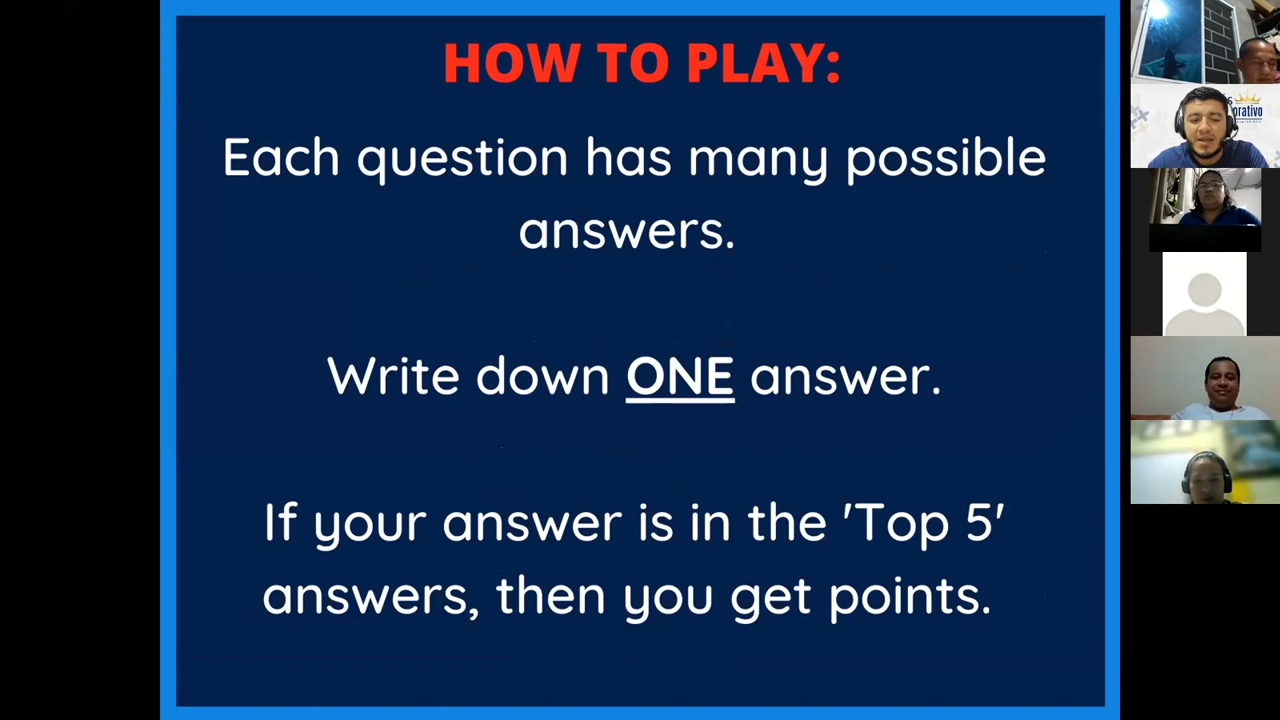 HOW TO PLAY:
Each question has many possible
answers.
Write down ONE answer.
If your answer is in the 'Top 5'
answers, then you get points.